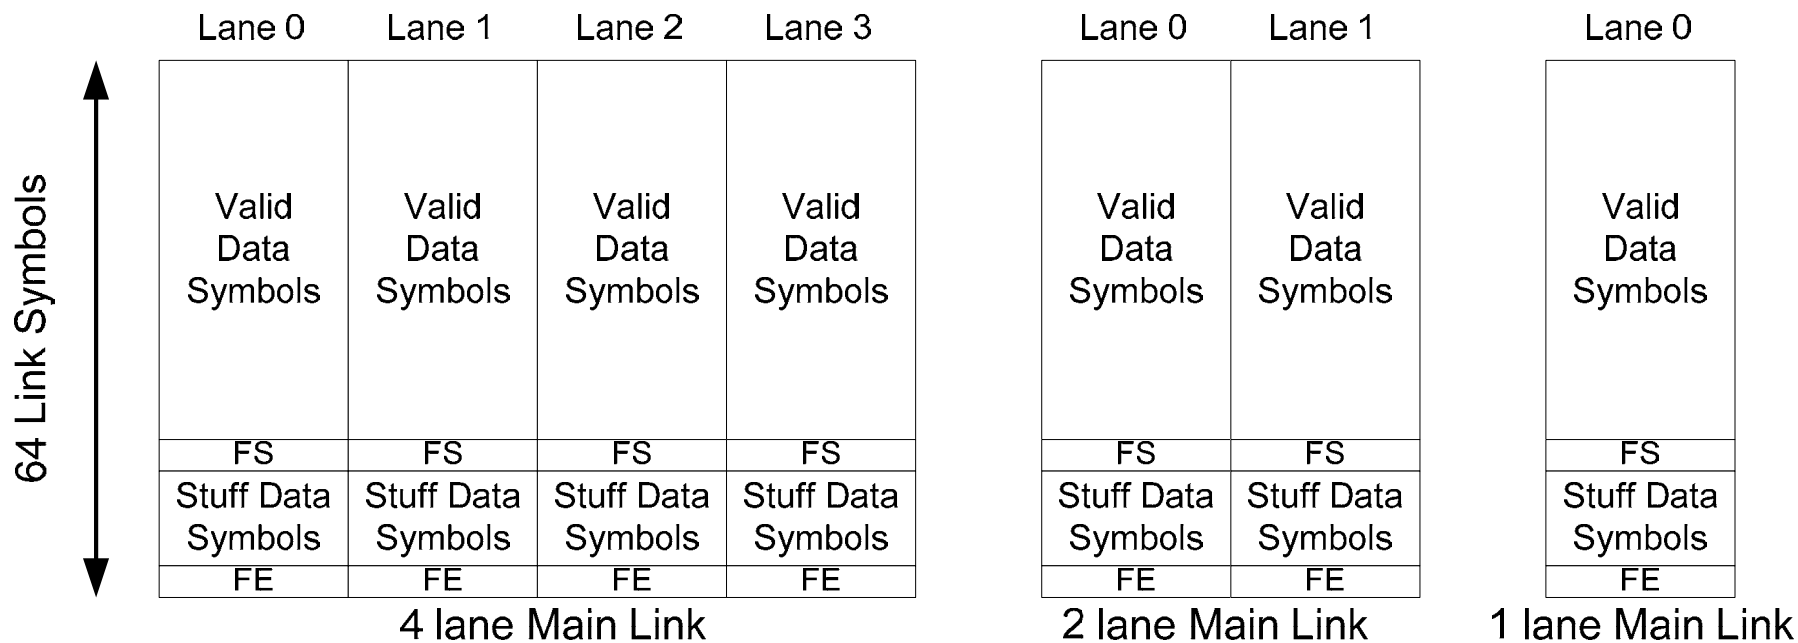 Lane 0 Lane 1 Lane 2 Lane 3 Lane 0 Lane 1 Lane 0
64 Link Symbols
Valid Valid Valid Valid Valid Valid Valid
Data Data Data Data Data Data Data
Symbols Symbols Symbols Symbols Symbols Symbols Symbols
FS FS FS FS FS FS FS
Stuff Data Stuff Data Stuff Data Stuff Data Stuff Data Stuff Data Stuff Data
Symbols Symbols Symbols Symbols Symbols Symbols Symbols
FE FE FE FE FE FE FE
4 lane Main Link 2 lane Main Link 1 lane Main Link